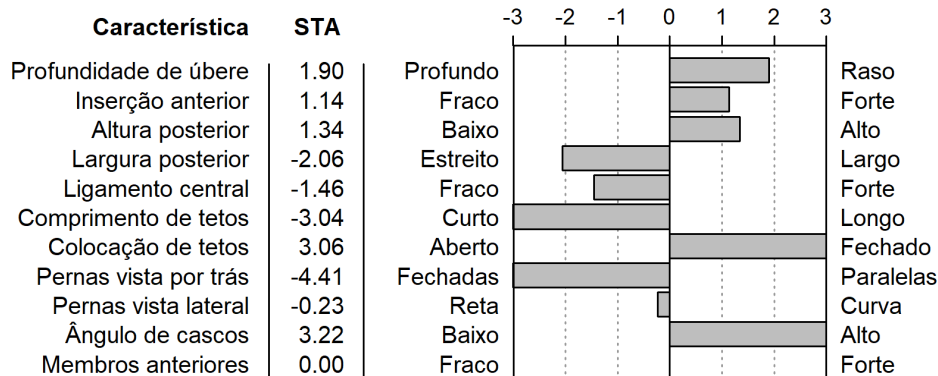 Característica STA -3 -2 -1 0 1 2 3
Profundidade de úbere 1.90 Profundo Raso
Inserção anterior 1.14 Fraco Forte
Altura posterior 1.34 Baixo Alto
Largura posterior -2.06 Estreito Largo
Ligamento central -1.46 Fraco Forte
Comprimento de tetos -3.04 Curto Longo
Colocação de tetos 3.06 Aberto Fechado
Pernas vista por trás -4.41 Fechadas Paralelas
Pernas vista lateral -0.23 Reta Curva
Ângulo de cascos 3.22 Baixo Alto
Membros anteriores 0.00 Fraco Forte